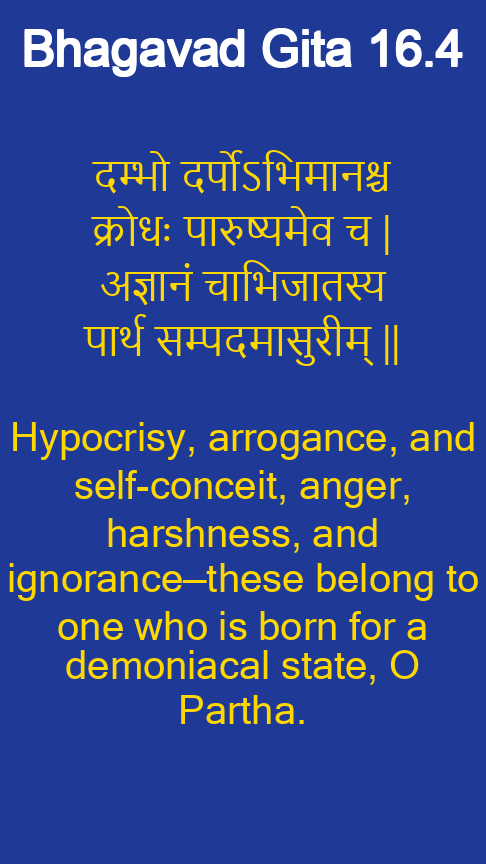 Bhagavad Gita 16.4
दम्भो दर्पोऽभिमानश्च
क्रोधः पारुष्यमेव च |
अज्ञानं चाभिजातस्य
पार्थ सम्पदमासुरीम् ||
Hypocrisy, arrogance, and
self-conceit, anger,
harshness, and
ignorance—these belong to
one who is born for a
demoniacal state, O
Partha.